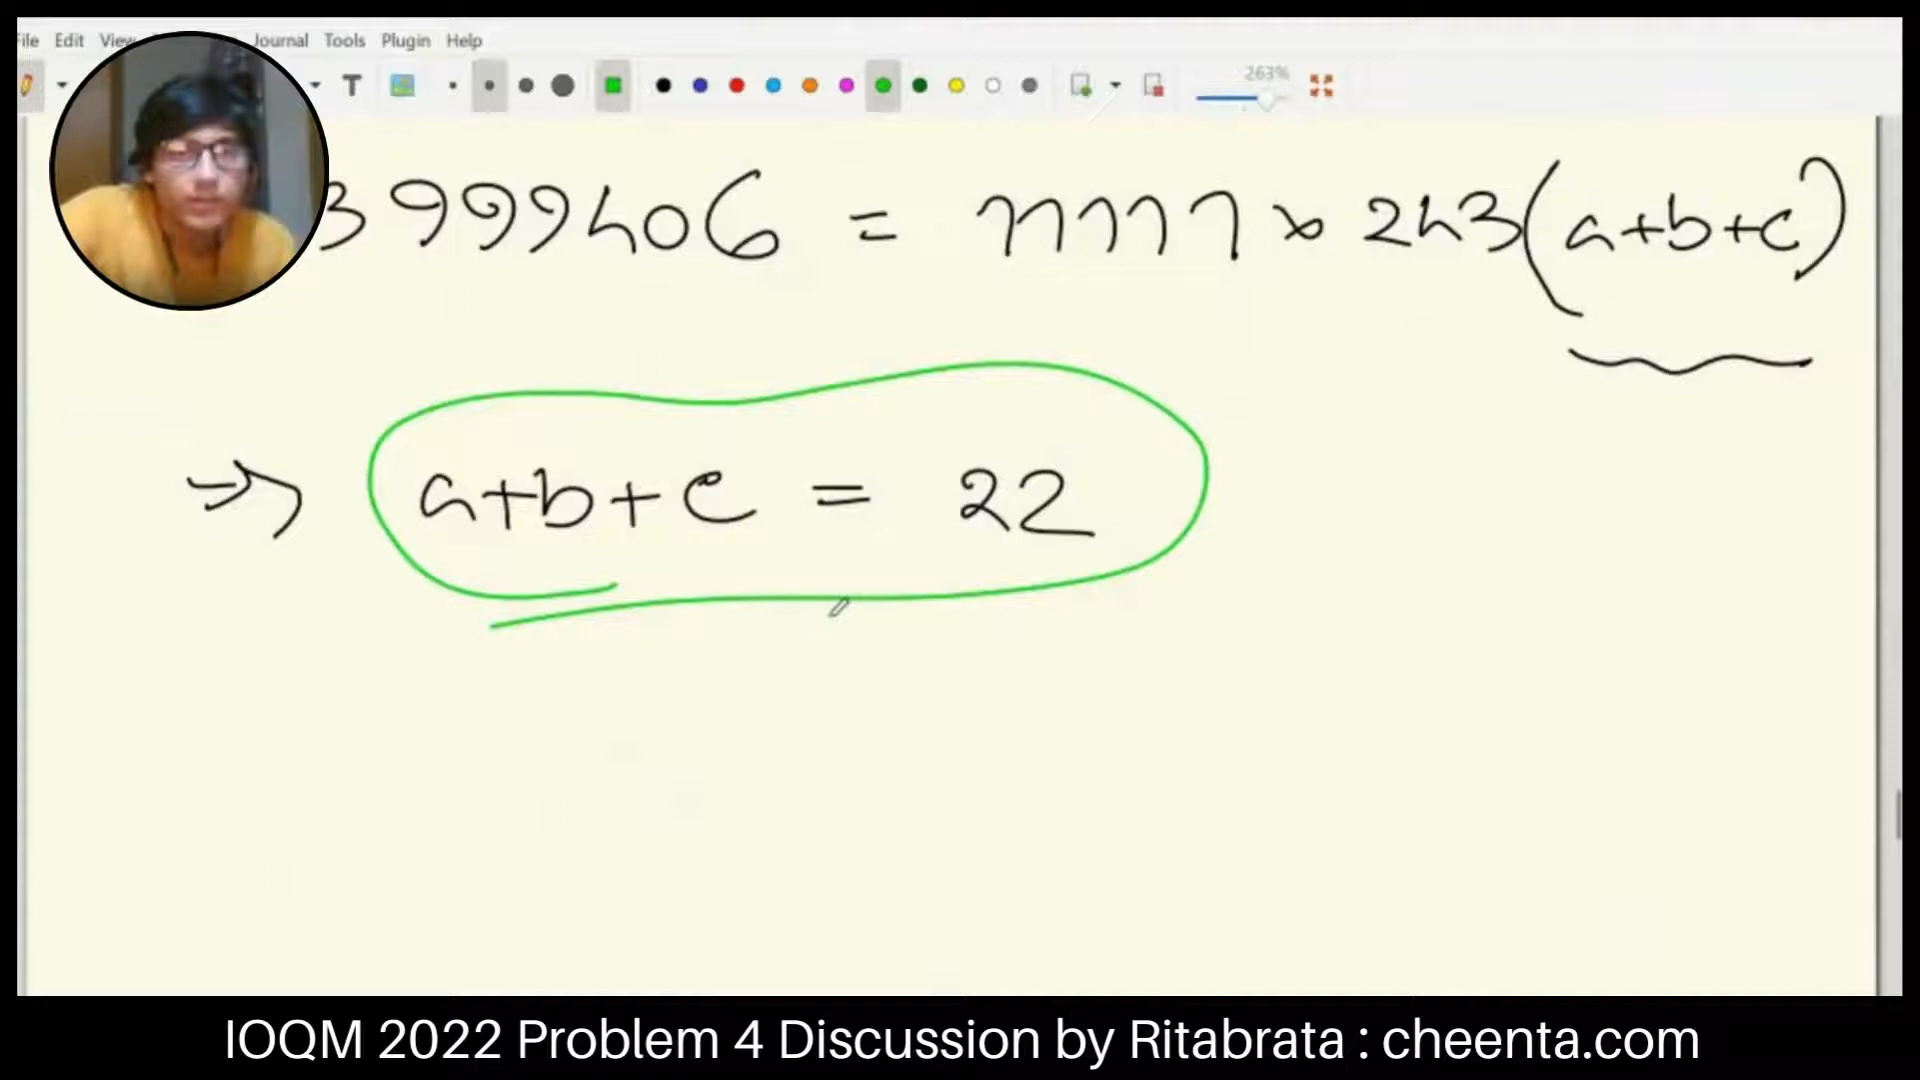 File Edit View Journal Tools Plugin Help
T 263%
3999406 = 11111 × 243(a+b+c)
⇒ a+b+c = 22
IOQM 2022 Problem 4 Discussion by Ritabrata : cheenta.com